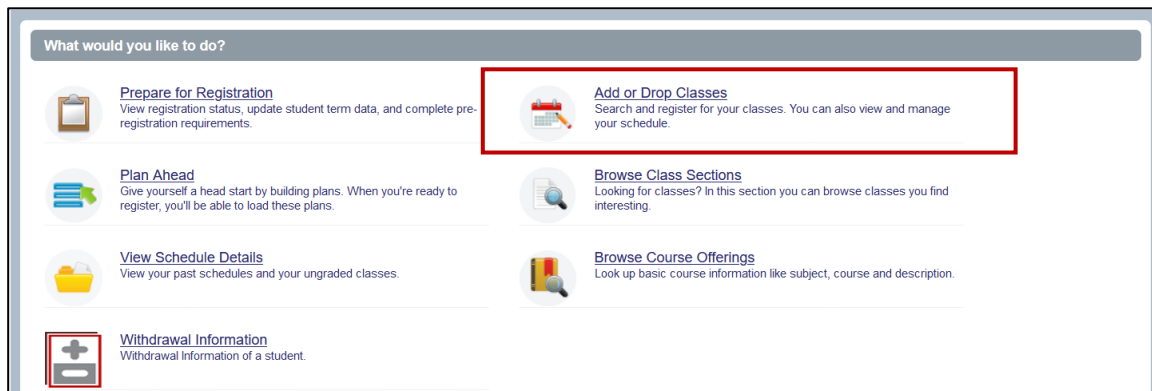 What would you like to do?
Prepare for Registration
View registration status, update student term data, and complete pre-
registration requirements.
Add or Drop Classes
Search and register for your classes. You can also view and manage
your schedule.
Plan Ahead
Give yourself a head start by building plans. When you're ready to
register, you'll be able to load these plans.
Browse Class Sections
Looking for classes? In this section you can browse classes you find
interesting.
View Schedule Details
View your past schedules and your ungraded classes.
Browse Course Offerings
Look up basic course information like subject, course and description.
Withdrawal Information
Withdrawal Information of a student.